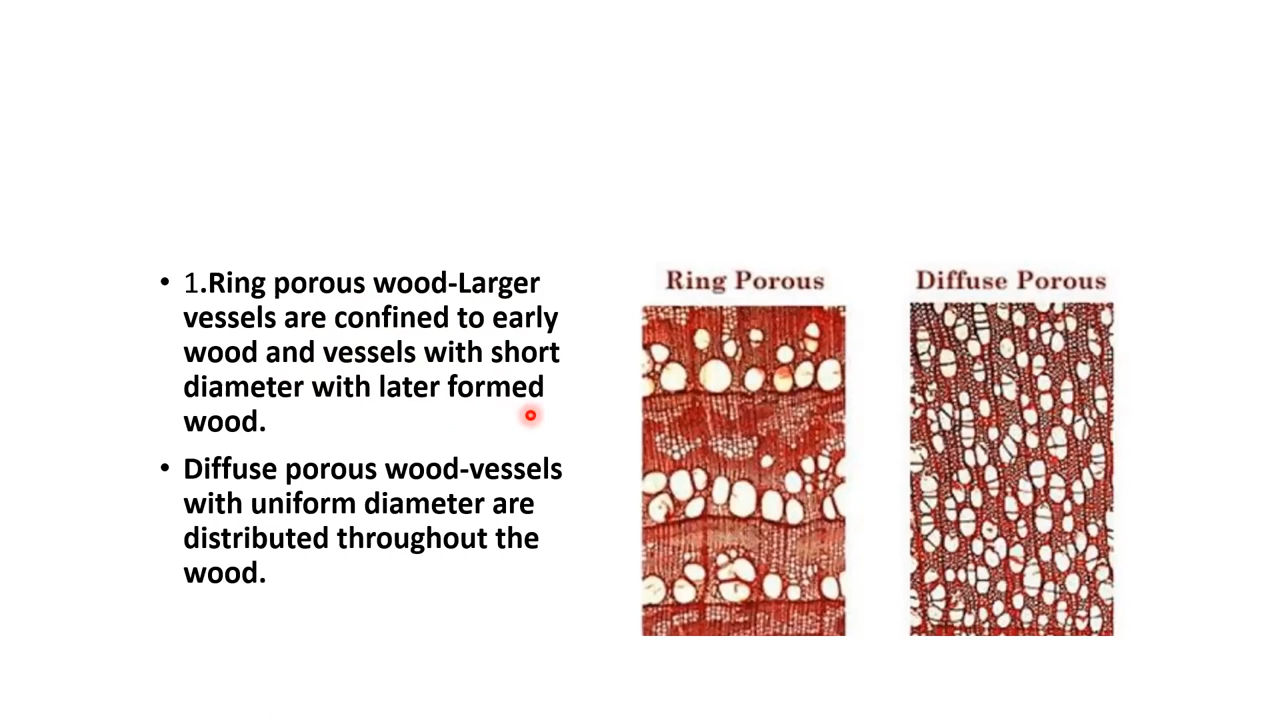 • 1.Ring porous wood-Larger
vessels are confined to early
wood and vessels with short
diameter with later formed
wood.
• Diffuse porous wood-vessels
with uniform diameter are
distributed throughout the
wood.
Ring Porous
Diffuse Porous